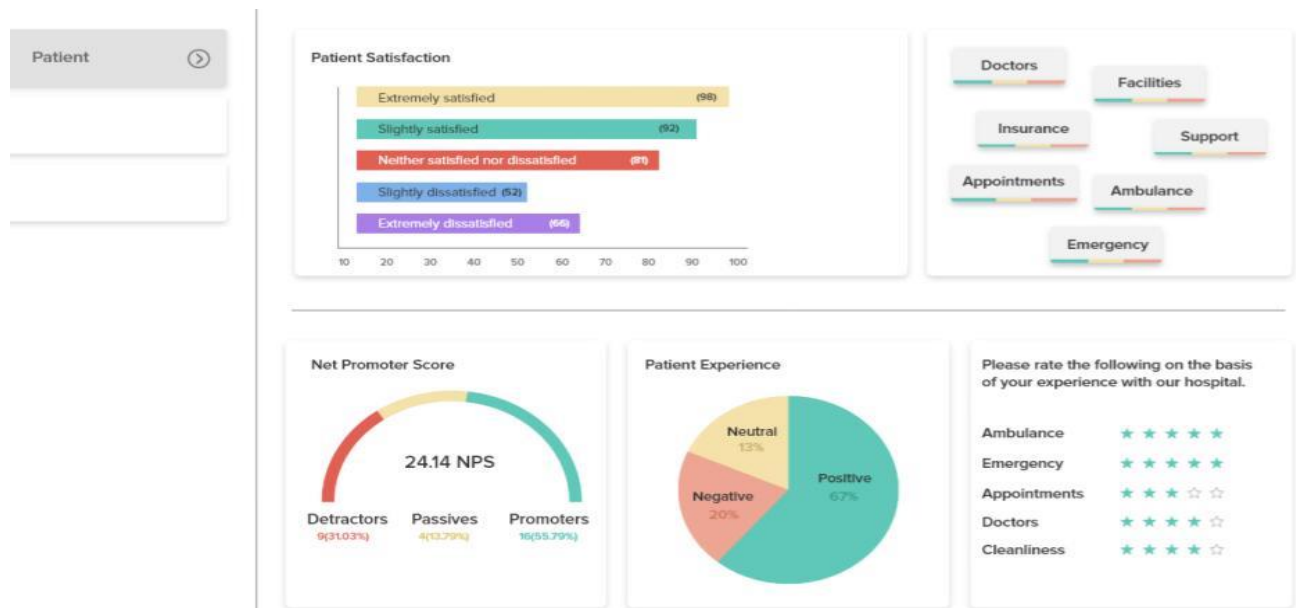 Patient
Patient Satisfaction
Extremely satisfied (98)
Slightly satisfied (92)
Neither satisfied nor dissatisfied (81)
Slightly dissatisfied (52)
Extremely dissatisfied (66)
10 20 30 40 50 60 70 80 90 100
Doctors
Facilities
Insurance
Support
Appointments
Ambulance
Emergency
Net Promoter Score
24.14 NPS
Detractors Passives Promoters
9(31.03%) 4(13.79%) 16(55.79%)
Patient Experience
Neutral
13%
Positive
67%
Negative
20%
Please rate the following on the basis
of your experience with our hospital.
Ambulance
Emergency
Appointments
Doctors
Cleanliness